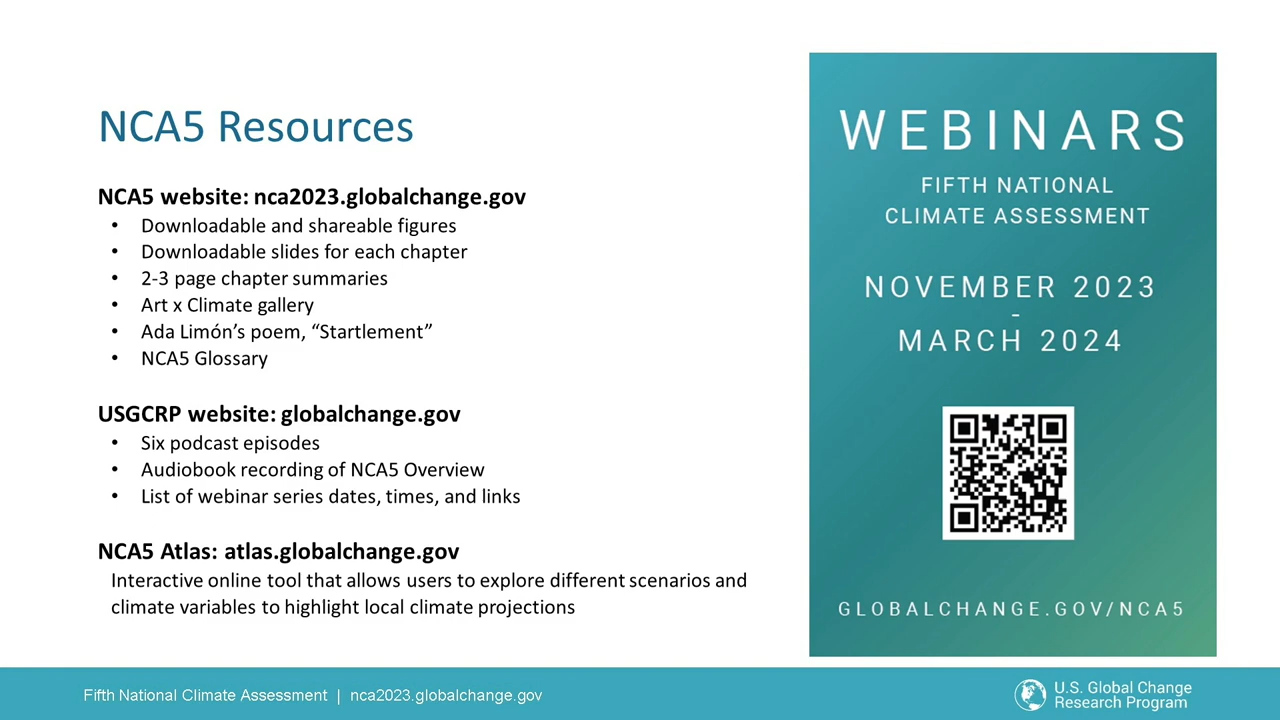 NCA5 Resources
NCA5 website: nca2023.globalchange.gov
• Downloadable and shareable figures
• Downloadable slides for each chapter
• 2-3 page chapter summaries
• Art x Climate gallery
• Ada Limón’s poem, “Startlement”
• NCA5 Glossary
USGCRP website: globalchange.gov
• Six podcast episodes
• Audiobook recording of NCA5 Overview
• List of webinar series dates, times, and links
NCA5 Atlas: atlas.globalchange.gov
Interactive online tool that allows users to explore different scenarios and
climate variables to highlight local climate projections
WEBINARS
FIFTH NATIONAL
CLIMATE ASSESSMENT
NOVEMBER 2023
-
MARCH 2024
GLOBALCHANGE.GOV/NCA5
Fifth National Climate Assessment | nca2023.globalchange.gov
U.S. Global Change
Research Program